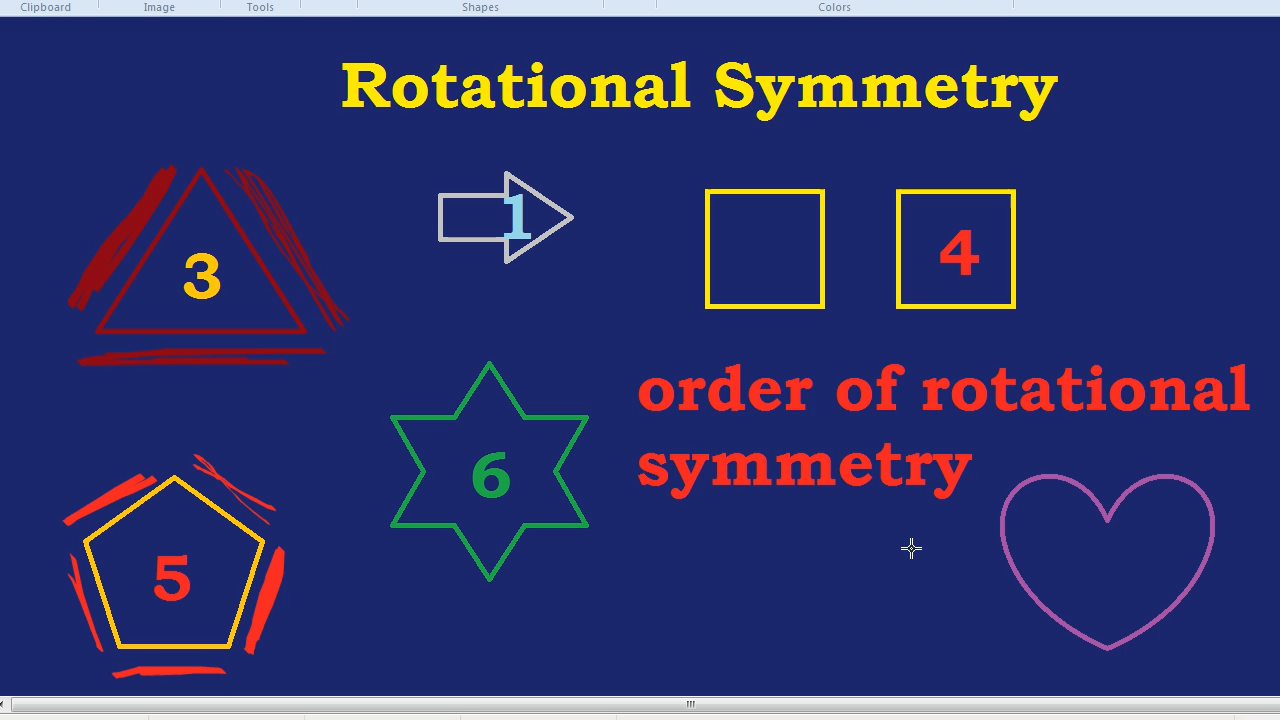 Clipboard Image Tools Shapes Colors
Rotational Symmetry
3
1
4
order of rotational
symmetry
6
5